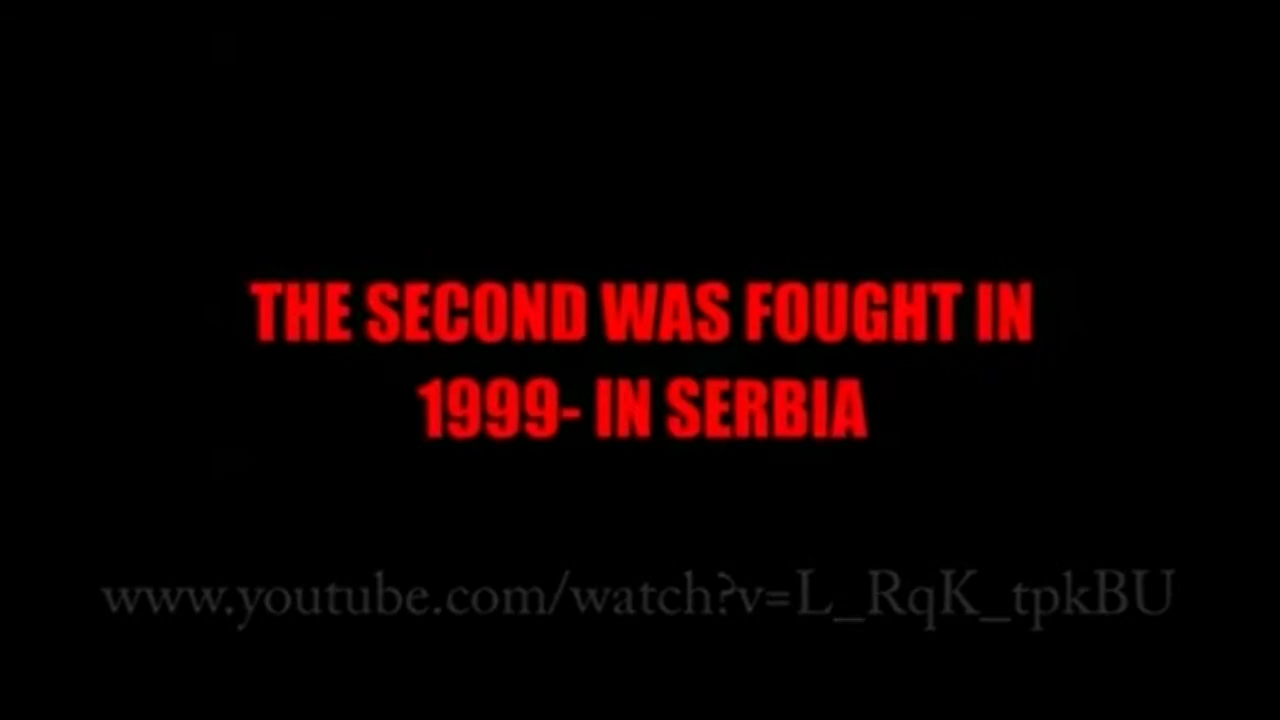 THE SECOND WAS FOUGHT IN
1999- IN SERBIA
www.youtube.com/watch?v=L_RqK_tpkBU